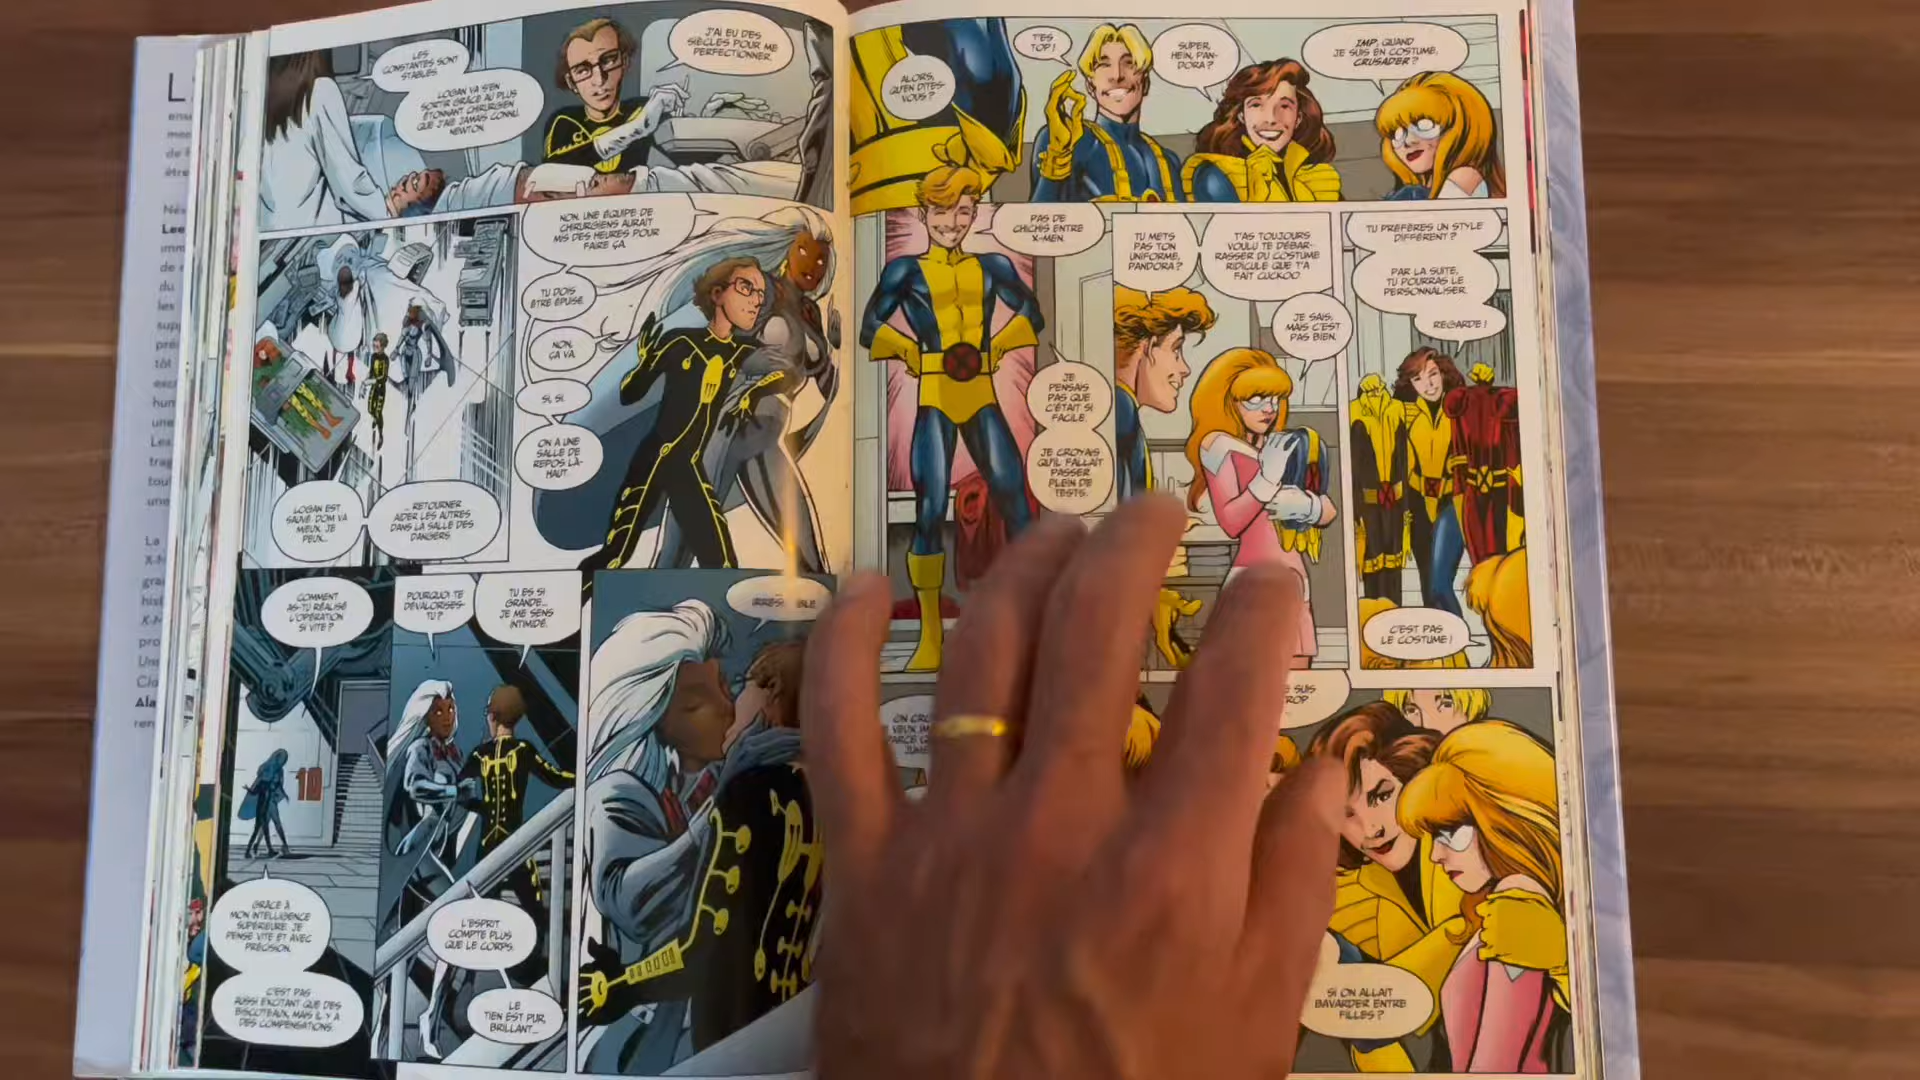 LES
CONSTANTES SONT
STABLES.
LOGAN VA S'EN
SORTIR GRÂCE AU PLUS
ÉTONNANT CHIRURGIEN
QUE J'AIE JAMAIS CONNU,
NEWTON.
J'AI EU DES
SIÈCLES POUR ME
PERFECTIONNER.
NON. UNE ÉQUIPE DE
CHIRURGIENS AURAIT
MIS DES HEURES POUR
FAIRE ÇA.
TU DOIS
ÊTRE ÉPUISÉ.
NON,
ÇA VA.
SI, SI.
ON A UNE
SALLE DE
REPOS LÀ-
HAUT.
LOGAN EST
SAUVÉ. DOM VA
MIEUX. JE
PEUX...
... RETOURNER
AIDER LES AUTRES
DANS LA SALLE DES
DANGERS.
COMMENT
AS-TU RÉALISÉ
L'OPÉRATION
SI VITE ?
10
GRÂCE À
MON INTELLIGENCE
SUPÉRIEURE. JE
PENSE VITE ET AVEC
PRÉCISION.
C'EST PAS
AUSSI EXCITANT QUE DES
BISCOTEAUX, MAIS IL Y A
DES COMPENSATIONS.
POURQUOI TE
DÉVALORISES-
TU ?
TU ES SI
GRANDE...
JE ME SENS
INTIMIDÉ.
L'ESPRIT
COMPTE PLUS
QUE LE CORPS.
LE
TIEN EST PUR,
BRILLANT...
ALORS,
QU'EN DITES-
VOUS ?
T'ES
TOP !
SUPER,
HEIN, PAN-
DORA ?
IMP, QUAND
JE SUIS EN COSTUME,
CRUSADER ?
PAS DE
CHICHIS ENTRE
X-MEN.
JE
PENSAIS
PAS QUE
C'ÉTAIT SI
FACILE.
JE CROYAIS
QU'IL FALLAIT
PASSER
PLEIN DE
TESTS.
TU METS
PAS TON
UNIFORME,
PANDORA ?
T'AS TOUJOURS
VOULU TE DÉBAR-
RASSER DU COSTUME
RIDICULE QUE T'A
FAIT CUCKOO.
JE SAIS,
MAIS C'EST
PAS BIEN.
TU PRÉFÈRES UN STYLE
DIFFÉRENT ?
PAR LA SUITE,
TU POURRAS LE
PERSONNALISER.
REGARDE !
C'EST PAS
LE COSTUME !
SUIS
SI ON ALLAIT
BAVARDER ENTRE
FILLES ?